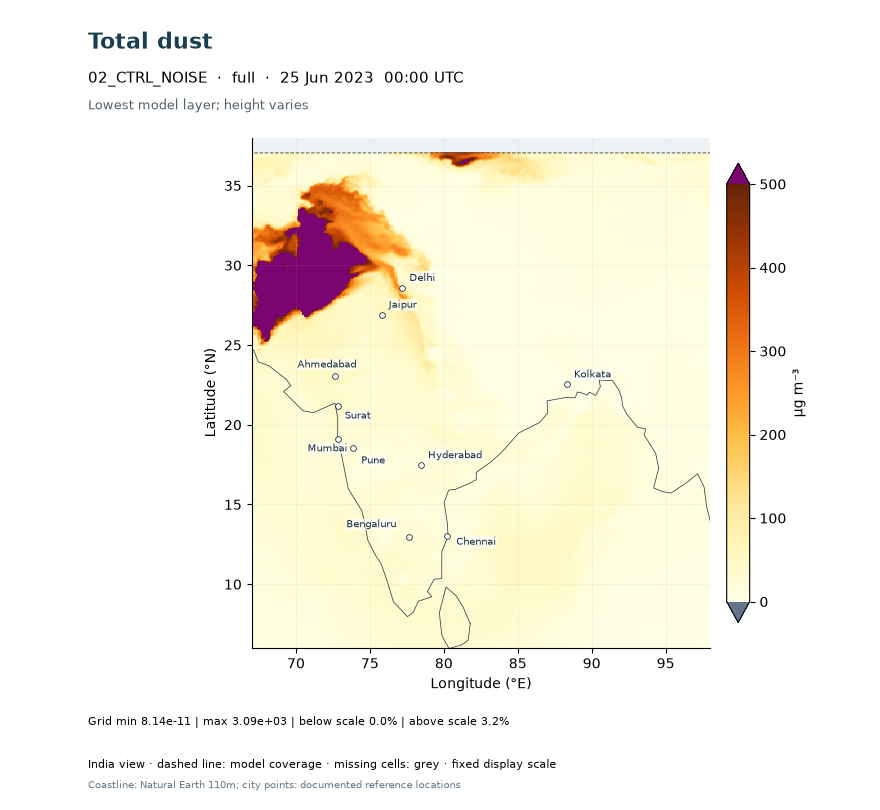 Total dust
02_CTRL_NOISE · full · 25 Jun 2023 00:00 UTC
Lowest model layer; height varies
35
30
25
20
15
10
Latitude (°N)
Delhi
Jaipur
Ahmedabad
Kolkata
Surat
Mumbai
Pune
Hyderabad
Bengaluru
Chennai
70
75
80
85
90
95
Longitude (°E)
500
400
300
200
100
0
µg m⁻³
Grid min 8.14e-11 | max 3.09e+03 | below scale 0.0% | above scale 3.2%
India view · dashed line: model coverage · missing cells: grey · fixed display scale
Coastline: Natural Earth 110m; city points: documented reference locations